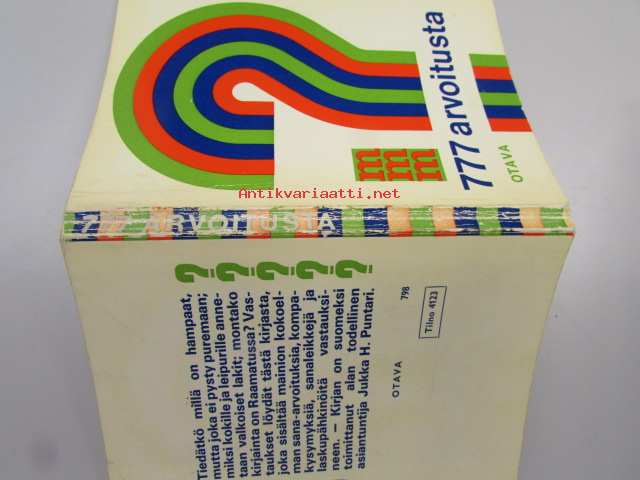 777 arvoitusta
OTAVA
m
m
m
Antikvariaatti.net
777 ARVOITUSTA
? ? ? ? ?
Tiedätkö millä on hampaat,
mutta joka ei pysty puremaan;
miksi kokille ja leipurille anne-
taan valkoiset lakit; montako
kirjainta on Raamatussa? Vas-
taukset löydät tästä kirjasta,
joka sisältää mainion kokoel-
man sana-arvoituksia, kompa-
kysymyksiä, sanaleikkejä ja
laskupähkinöitä vastauksi-
neen. – Kirjan on suomeksi
toimittanut alan todellinen
asiantuntija Jukka H. Puntari.
OTAVA
798
Tilno 4123